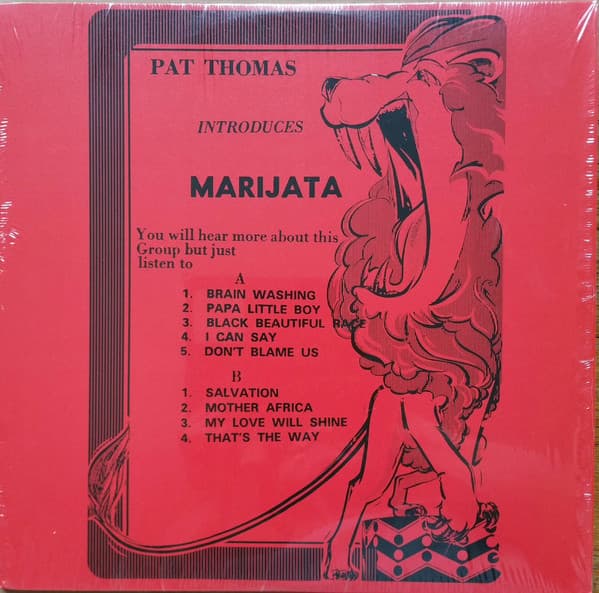 PAT THOMAS
INTRODUCES
MARIJATA
You will hear more about this
Group but just
listen to
A
1. BRAIN WASHING
2. PAPA LITTLE BOY
3. BLACK BEAUTIFUL RACE
4. I CAN SAY
5. DON'T BLAME US
B
1. SALVATION
2. MOTHER AFRICA
3. MY LOVE WILL SHINE
4. THAT'S THE WAY